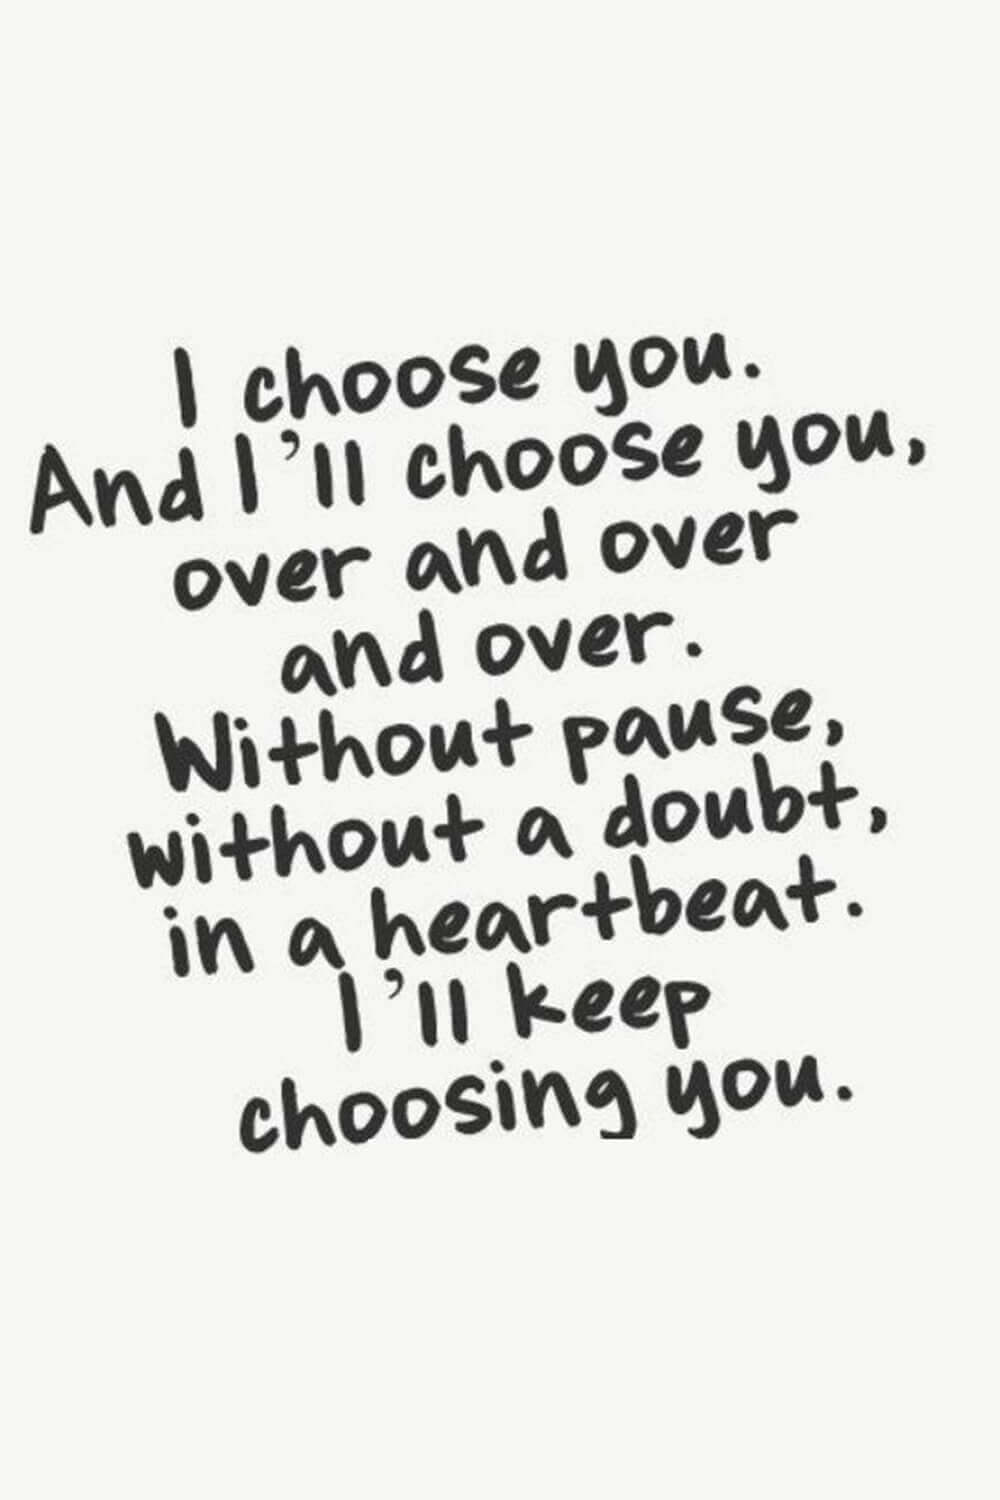 I choose you.
And I'll choose you,
over and over
and over.
Without pause,
without a doubt,
in a heartbeat.
I'll keep
choosing you.